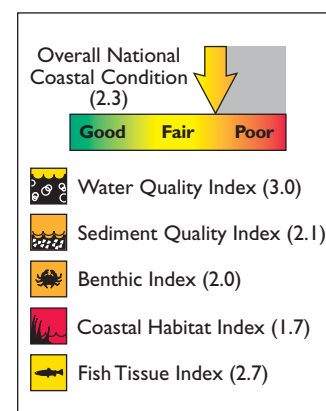 Overall National
Coastal Condition
(2.3)
Good Fair Poor
Water Quality Index (3.0)
Sediment Quality Index (2.1)
Benthic Index (2.0)
Coastal Habitat Index (1.7)
Fish Tissue Index (2.7)